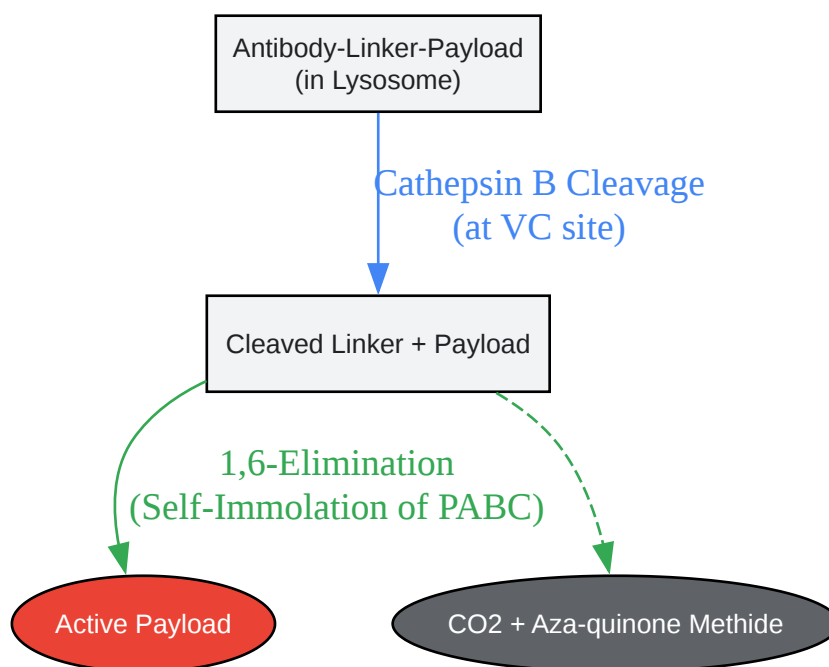 Antibody-Linker-Payload
(in Lysosome)
Cathepsin B Cleavage
(at VC site)
Cleaved Linker + Payload
1,6-Elimination
(Self-Immolation of PABC)
Active Payload
CO2 + Aza-quinone Methide